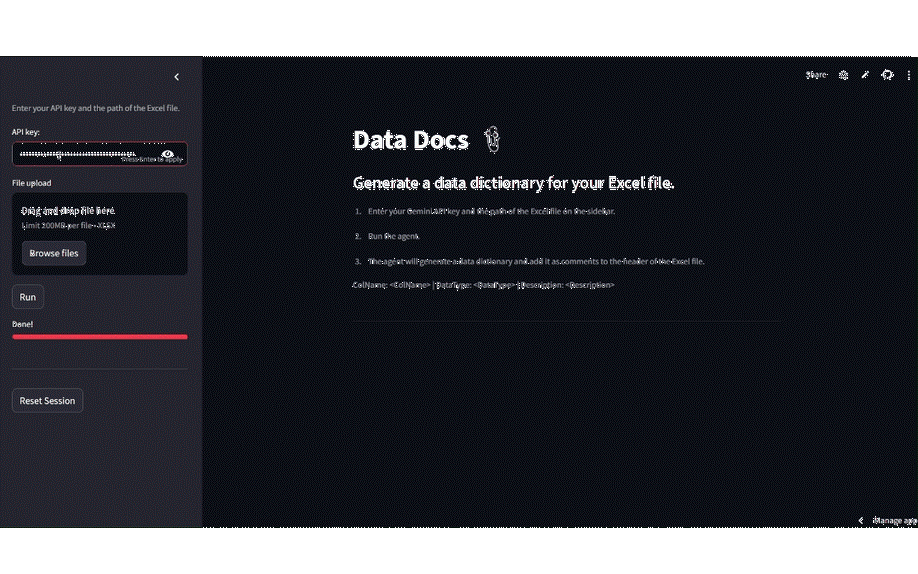 Share
Enter your API key and the path of the Excel file.
API key:
Press Enter to apply
File upload
Drag and drop file here
Limit 200MB per file • XLSX
Browse files
Run
Done!
Reset Session
Data Docs
Generate a data dictionary for your Excel file.
1. Enter your Gemini API key and the path of the Excel file on the sidebar.
2. Run the agent.
3. The agent will generate a data dictionary and add it as comments to the header of the Excel file.
ColName: <ColName> | DataType: <DataType> | Description: <Description>
Manage app